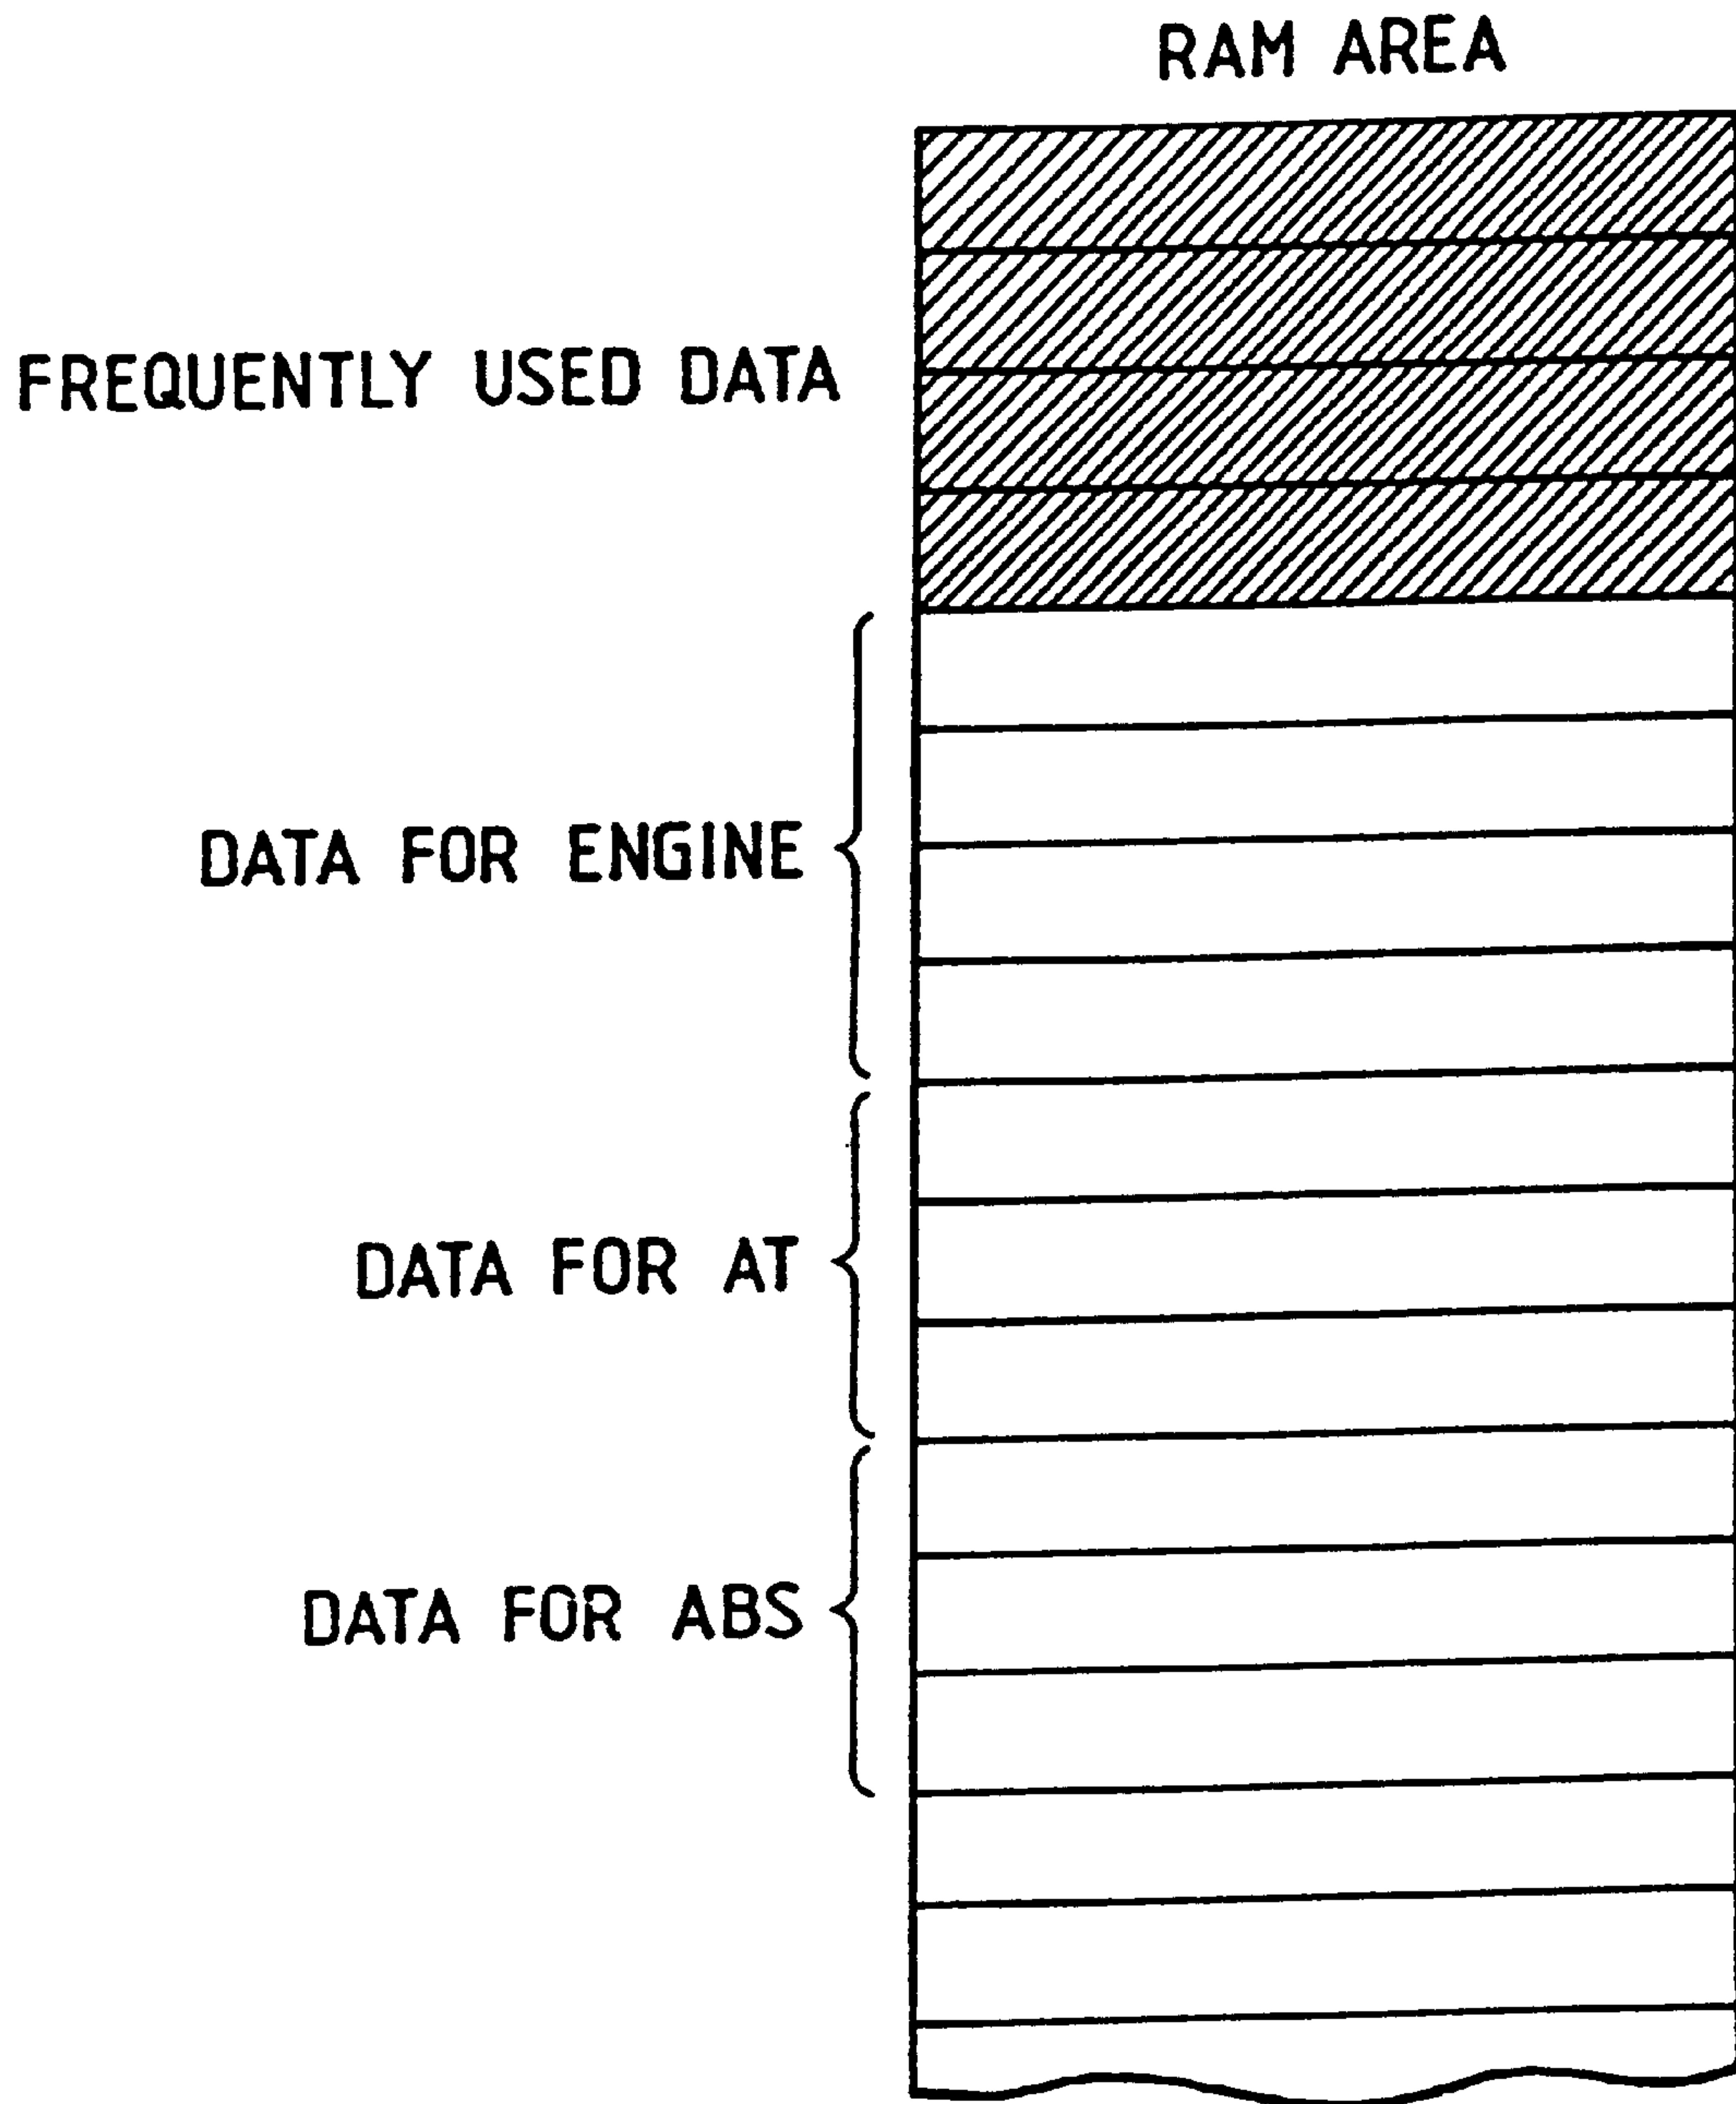 RAM AREA
FREQUENTLY USED DATA
DATA FOR ENGINE
DATA FOR AT
DATA FOR ABS